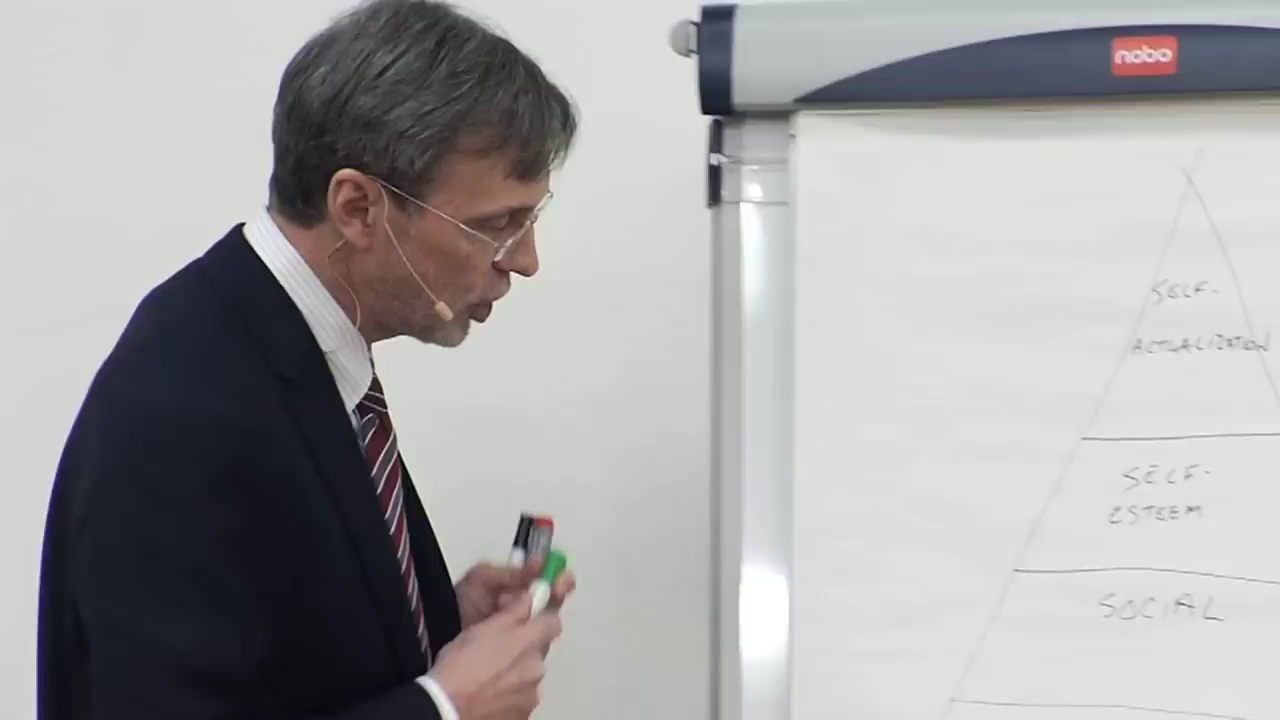 nobo
SELF-
ACTUALIZATION
SELF-
ESTEEM
SOCIAL